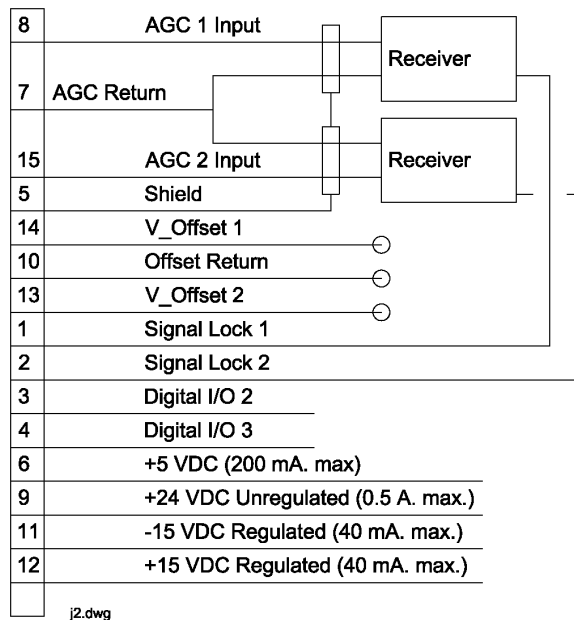 8 AGC 1 Input
Receiver
7 AGC Return
15 AGC 2 Input Receiver
5 Shield
14 V_Offset 1
10 Offset Return
13 V_Offset 2
1 Signal Lock 1
2 Signal Lock 2
3 Digital I/O 2
4 Digital I/O 3
6 +5 VDC (200 mA. max)
9 +24 VDC Unregulated (0.5 A. max.)
11 -15 VDC Regulated (40 mA. max.)
12 +15 VDC Regulated (40 mA. max.)
j2.dwg